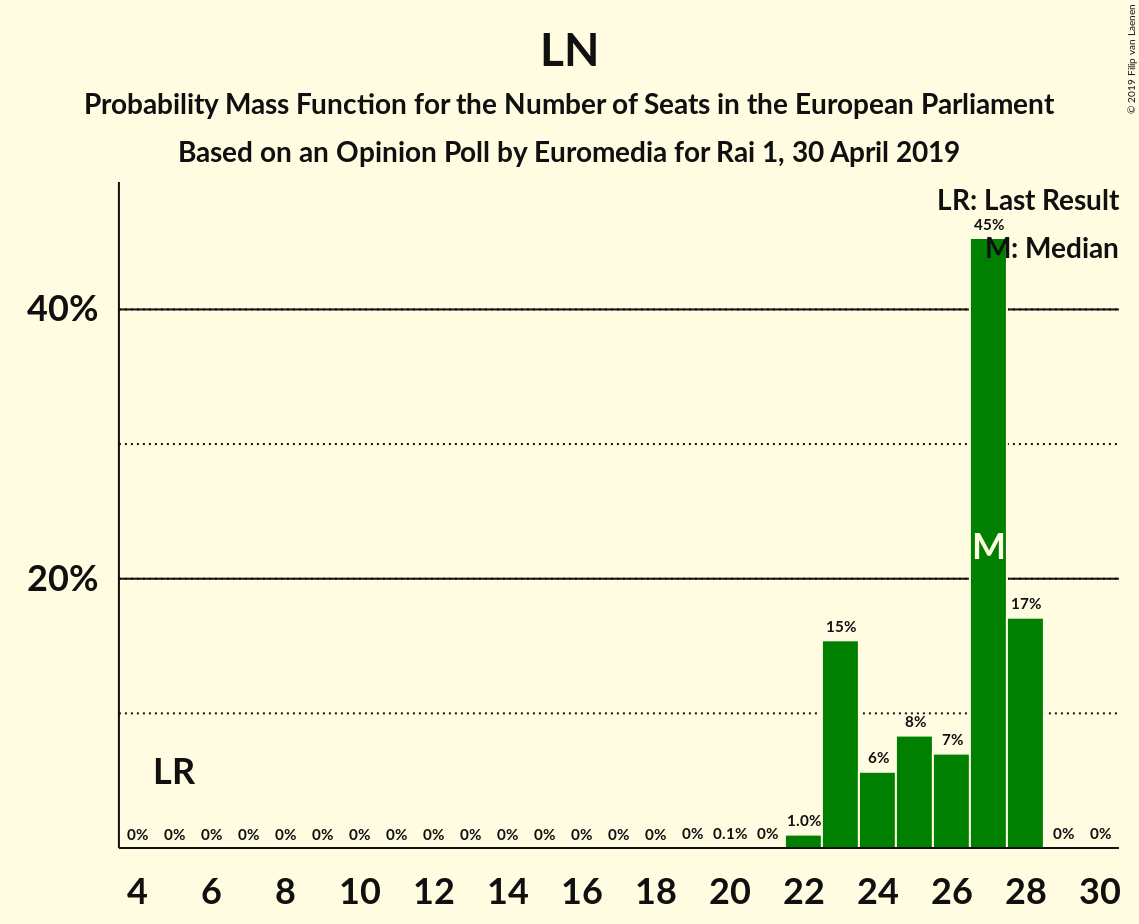 LN
Probability Mass Function for the Number of Seats in the European Parliament
Based on an Opinion Poll by Euromedia for Rai 1, 30 April 2019
© 2019 Filip van Laenen
LR: Last Result
M: Median
45%
40%
M
20%
17%
15%
8%
7%
6%
LR
0% 0% 0% 0% 0% 0% 0% 0% 0% 0% 0% 0% 0% 0% 0% 0% 0.1% 0% 1.0% 0% 0%
4 6 8 10 12 14 16 18 20 22 24 26 28 30